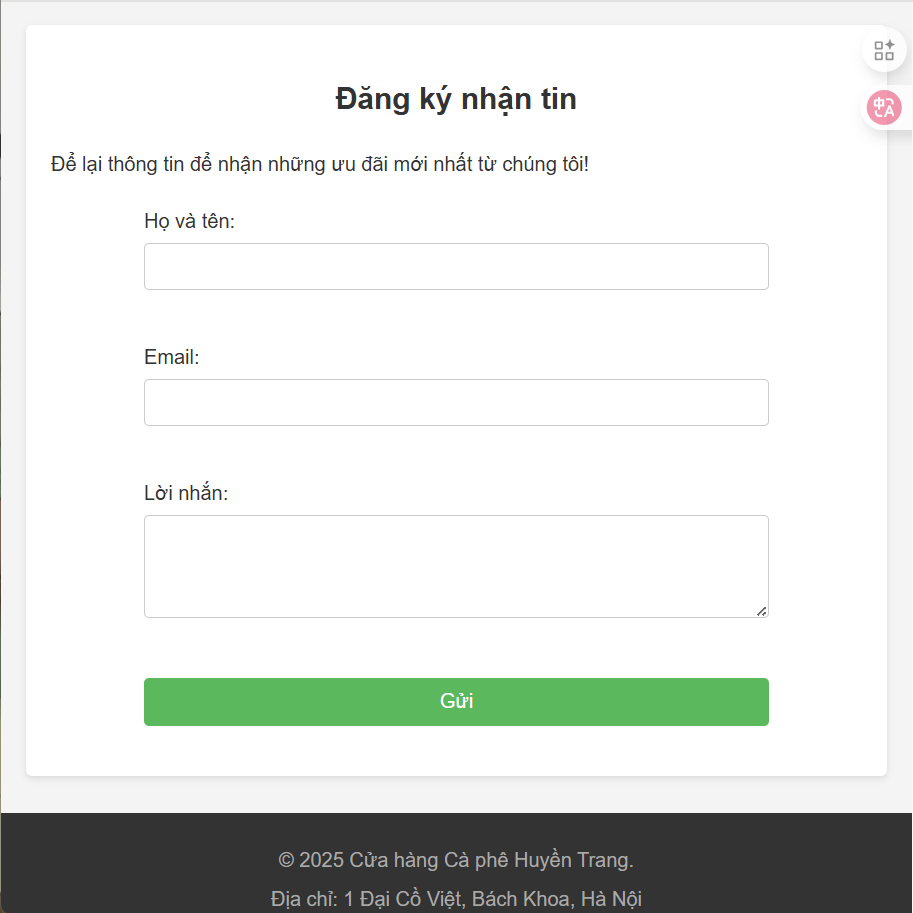 Đăng ký nhận tin
Để lại thông tin để nhận những ưu đãi mới nhất từ chúng tôi!
Họ và tên:
Email:
Lời nhắn:
Gửi
© 2025 Cửa hàng Cà phê Huyền Trang.
Địa chỉ: 1 Đại Cồ Việt, Bách Khoa, Hà Nội
中A